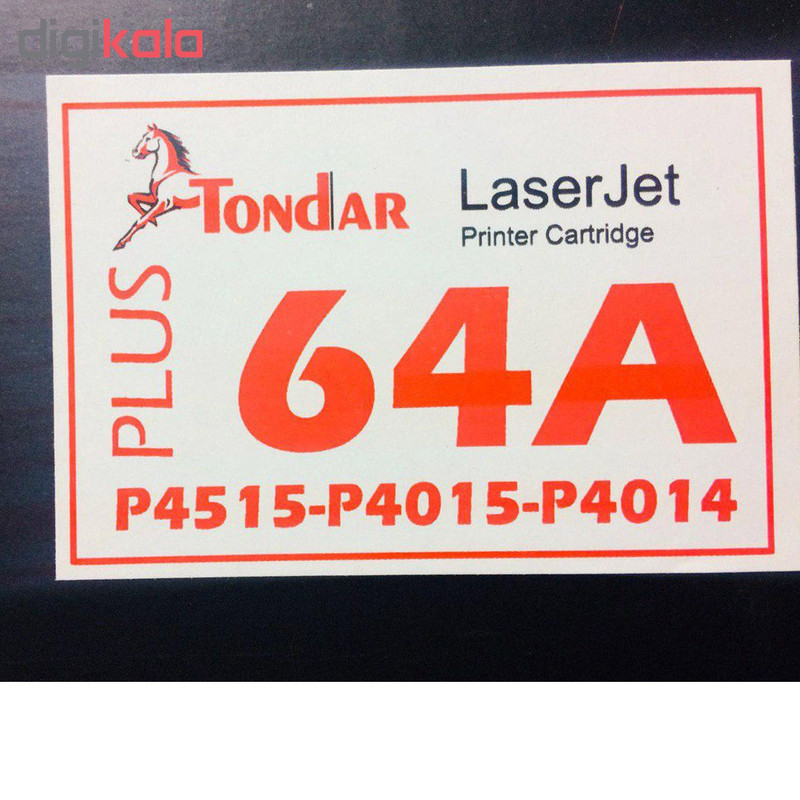 digikala
TONDAR
LaserJet
Printer Cartridge
PLUS
64A
P4515-P4015-P4014